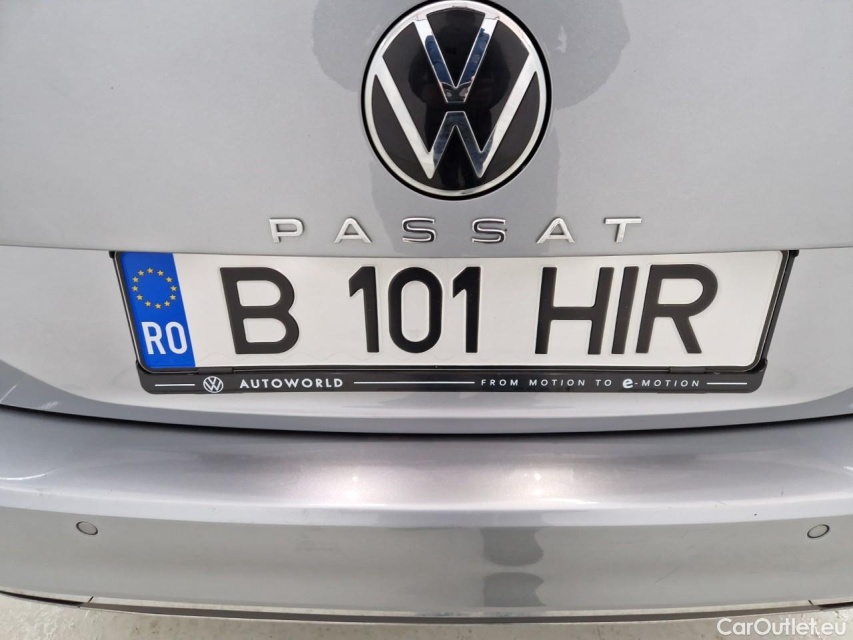 PASSAT
RO B 101 HIR
AUTOWORLD FROM MOTION TO e-MOTION
CarOutlet.eu